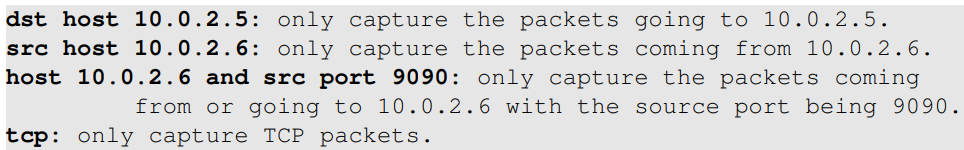 dst host 10.0.2.5: only capture the packets going to 10.0.2.5.
src host 10.0.2.6: only capture the packets coming from 10.0.2.6.
host 10.0.2.6 and src port 9090: only capture the packets coming
from or going to 10.0.2.6 with the source port being 9090.
tcp: only capture TCP packets.